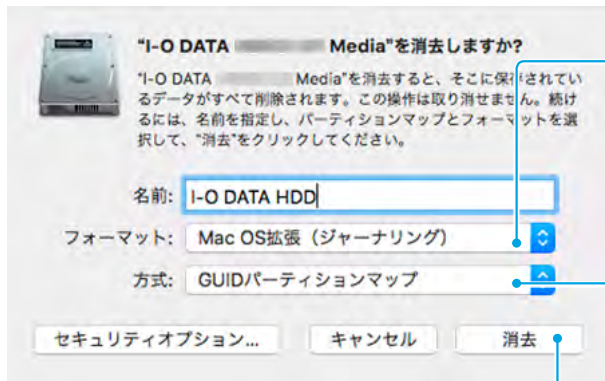 "I-O DATA Media"を消去しますか?
"I-O DATA Media"を消去すると、そこに保存されてい
るデータがすべて削除されます。この操作は取り消せません。続け
るには、名前を指定し、パーティションマップとフォーマットを選
択して、"消去"をクリックしてください。
名前: I-O DATA HDD
フォーマット: Mac OS拡張（ジャーナリング）
方式: GUIDパーティションマップ
セキュリティオプション... キャンセル 消去